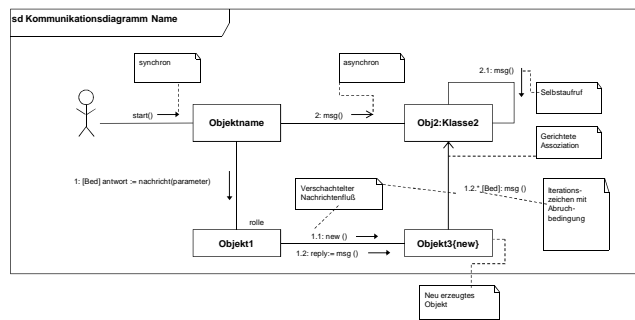 sd Kommunikationsdiagramm Name
synchron
asynchron
2.1: msg()
Selbstaufruf
start()
Objektname
2: msg()
Obj2:Klasse2
Gerichtete
Assoziation
1: [Bed] antwort := nachricht(parameter)
Verschachtelter
Nachrichtenfluß
1.2.* [Bed]: msg ()
Iterations-
zeichen mit
Abruch-
bedingung
rolle
Objekt1
1.1: new ()
1.2: reply:= msg ()
Objekt3{new}
Neu erzeugtes
Objekt